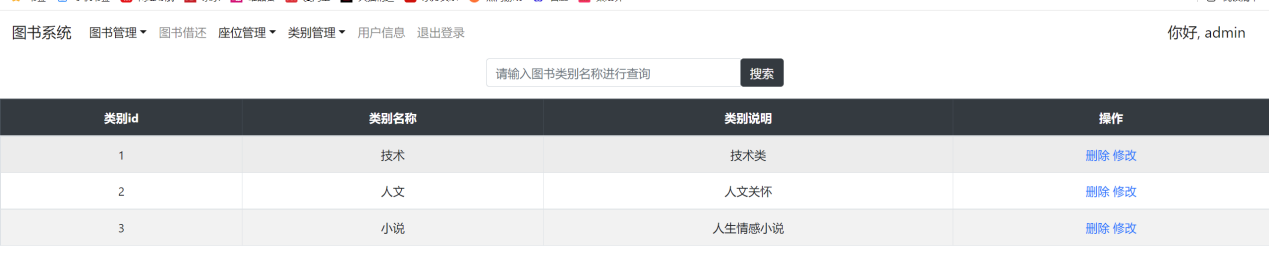 图书系统 图书管理 图书借还 座位管理 类别管理 用户信息 退出登录 你好, admin
请输入图书类别名称进行查询 搜索
类别id 类别名称 类别说明 操作
1 技术 技术类 删除 修改
2 人文 人文关怀 删除 修改
3 小说 人生情感小说 删除 修改